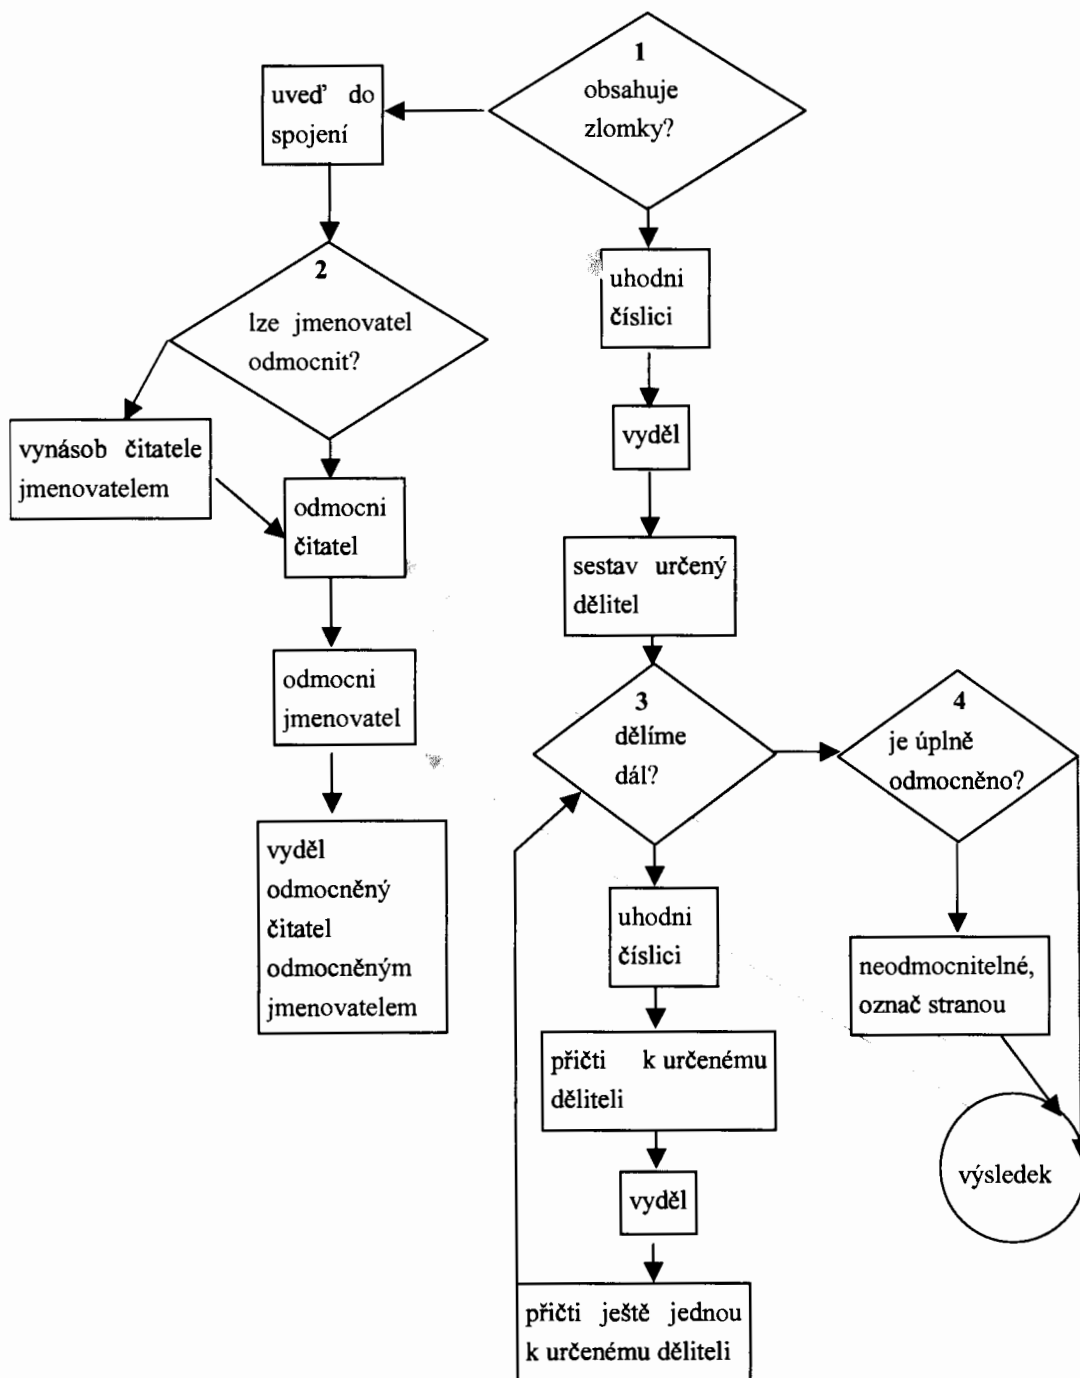 1
obsahuje
zlomky?
uveď do
spojení
2
lze jmenovatel
odmocnit?
uhodni
číslici
vyděl
vynásob čitatele
jmenovatelem
odmocni
čitatel
sestav určený
dělitel
odmocni
jmenovatel
3
dělíme
dál?
4
je úplně
odmocněno?
vyděl
odmocněný
čitatel
odmocněným
jmenovatelem
uhodni
číslici
neodmocnitelné,
označ stranou
přičti k určenému
děliteli
vyděl
výsledek
přičti ještě jednou
k určenému děliteli